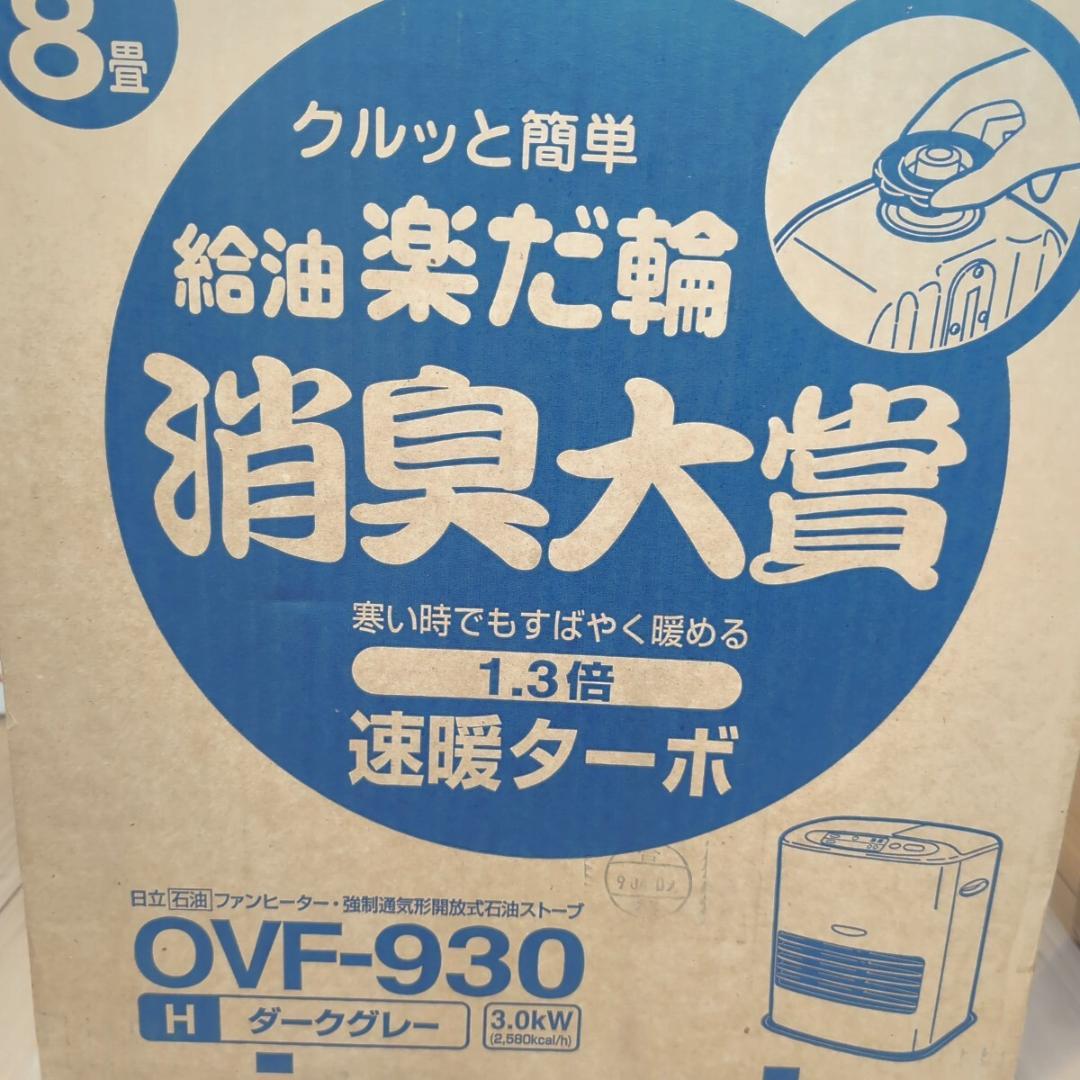 8畳
クルッと簡単
給油 楽だ輪
消臭大賞
寒い時でもすばやく暖める
1.3倍
速暖ターボ
日立 石油 ファンヒーター・強制通気形開放式石油ストーブ
OVF-930
H ダークグレー 3.0kW
(2,580kcal/h)